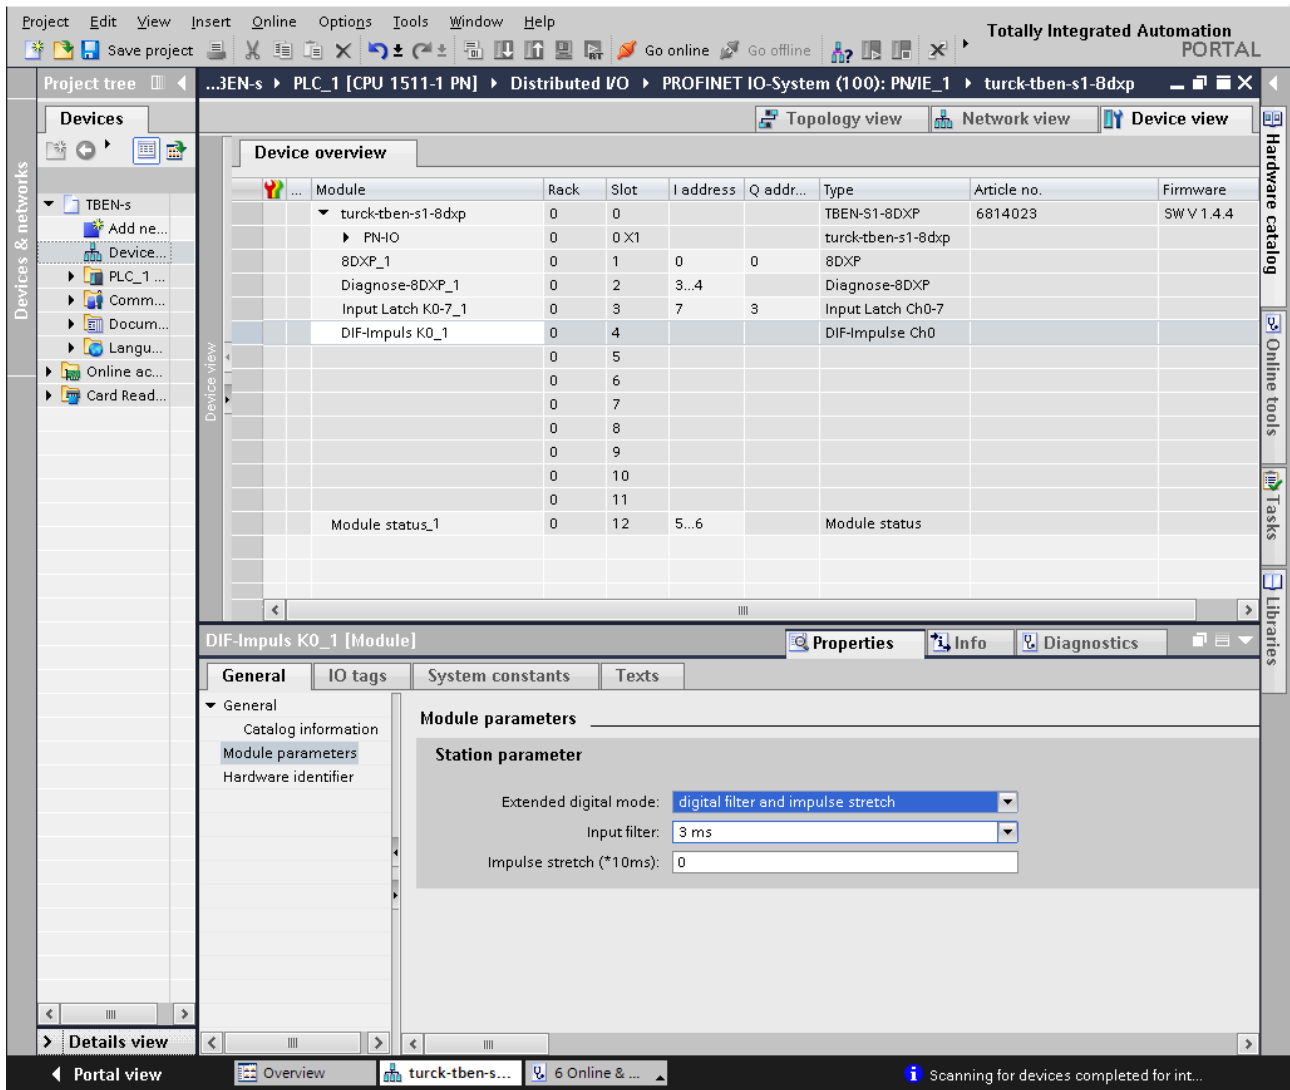 Project Edit View Insert Online Options Tools Window Help
Totally Integrated Automation
PORTAL
Save project Go online Go offline
Project tree
...3EN-s PLC_1 [CPU 1511-1 PN] Distributed I/O PROFINET IO-System (100): PN/IE_1 turck-tben-s1-8dxp
Devices
Topology view Network view Device view
Device overview
... Module Rack Slot I address Q addr... Type Article no. Firmware
turck-tben-s1-8dxp 0 0 TBEN-S1-8DXP 6814023 SW V 1.4.4
PN-IO 0 0 X1 turck-tben-s1-8dxp
8DXP_1 0 1 0 0 8DXP
Diagnose-8DXP_1 0 2 3...4 Diagnose-8DXP
Input Latch K0-7_1 0 3 7 3 Input Latch Ch0-7
DIF-Impuls K0_1 0 4 DIF-Impulse Ch0
0 5
0 6
0 7
0 8
0 9
0 10
0 11
Module status_1 0 12 5...6 Module status
TBEN-s
Add ne...
Device...
PLC_1 ...
Comm...
Docum...
Langu...
Online ac...
Card Read...
Devices & networks
Device view
Hardware catalog
Online tools
Tasks
Libraries
DIF-Impuls K0_1 [Module]
Properties Info Diagnostics
General IO tags System constants Texts
General
Catalog information
Module parameters
Hardware identifier
Module parameters
Station parameter
Extended digital mode: digital filter and impulse stretch
Input filter: 3 ms
Impulse stretch (*10ms): 0
Details view
Portal view
Overview
turck-tben-s...
6 Online & ...
Scanning for devices completed for int...